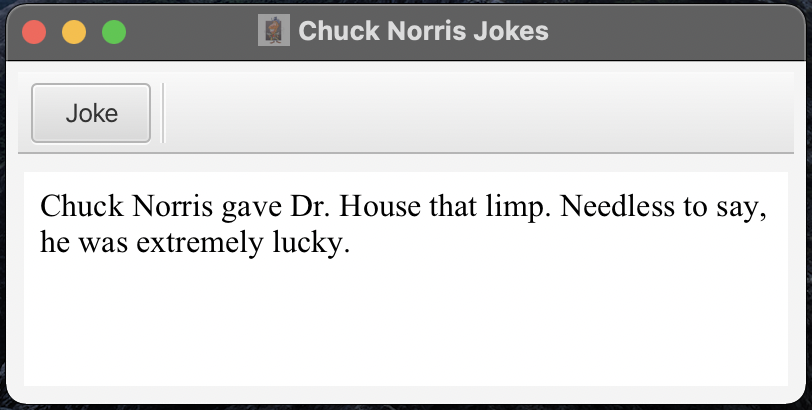 Chuck Norris Jokes
Joke
Chuck Norris gave Dr. House that limp. Needless to say,
he was extremely lucky.